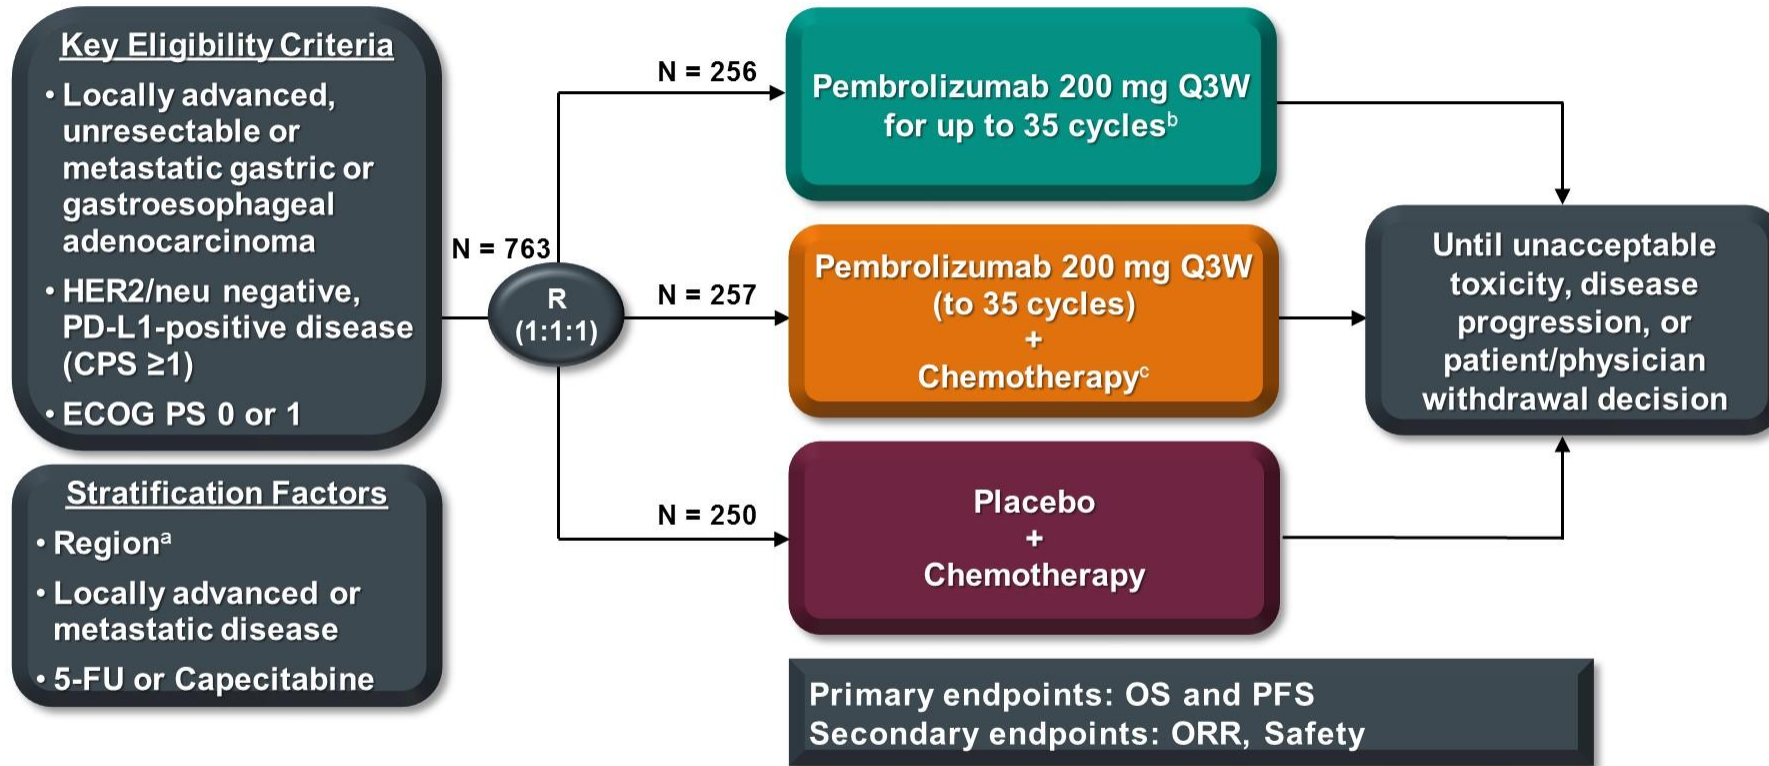 Key Eligibility Criteria
• Locally advanced,
unresectable or
metastatic gastric or
gastroesophageal
adenocarcinoma
• HER2/neu negative,
PD-L1-positive disease
(CPS ≥1)
• ECOG PS 0 or 1
Stratification Factors
• Regionᵃ
• Locally advanced or
metastatic disease
• 5-FU or Capecitabine
N = 763
R
(1:1:1)
N = 256
N = 257
N = 250
Pembrolizumab 200 mg Q3W
for up to 35 cyclesᵇ
Pembrolizumab 200 mg Q3W
(to 35 cycles)
+
Chemotherapyᶜ
Placebo
+
Chemotherapy
Until unacceptable
toxicity, disease
progression, or
patient/physician
withdrawal decision
Primary endpoints: OS and PFS
Secondary endpoints: ORR, Safety